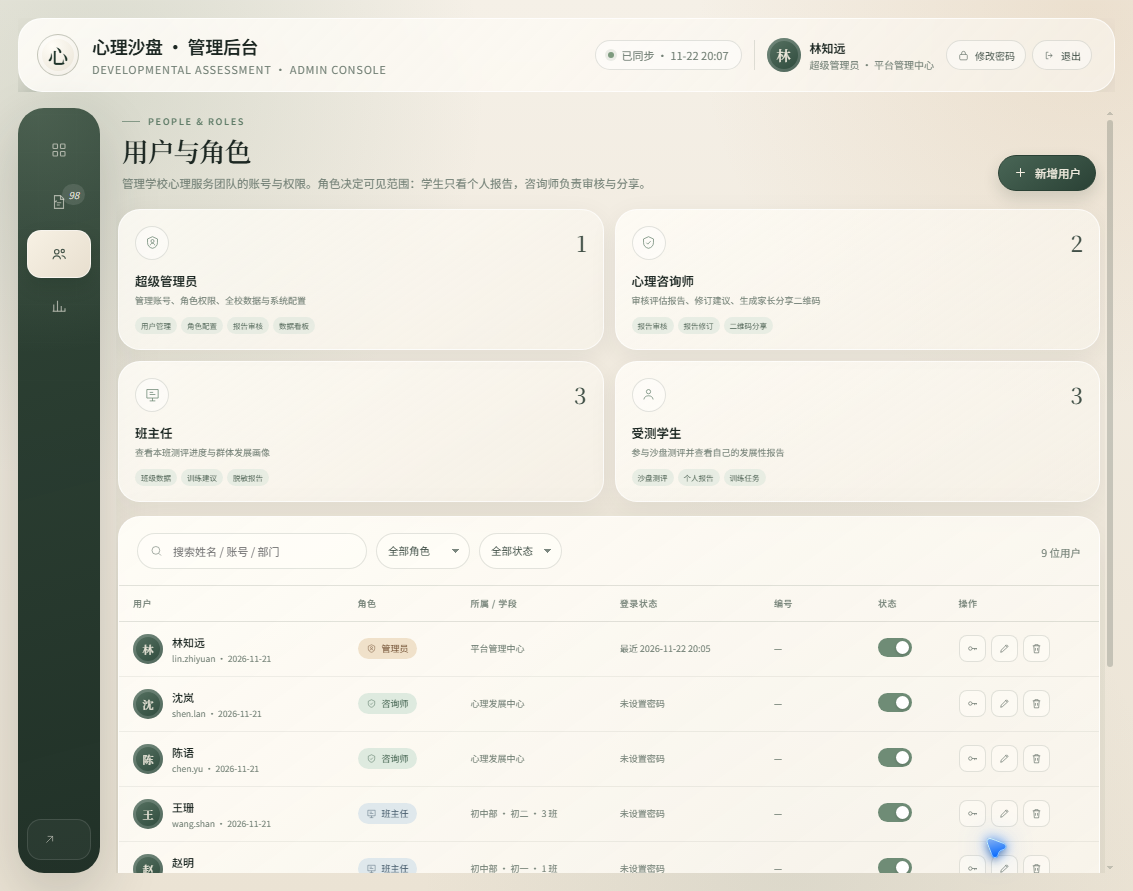 心
心理沙盘 · 管理后台
DEVELOPMENTAL ASSESSMENT · ADMIN CONSOLE
已同步 · 11-22 20:07
林
林知远
超级管理员 · 平台管理中心
修改密码
退出
98
PEOPLE & ROLES
用户与角色
管理学校心理服务团队的账号与权限。角色决定可见范围：学生只看个人报告，咨询师负责审核与分享。
新增用户
1
超级管理员
管理账号、角色权限、全校数据与系统配置
用户管理 角色配置 报告审核 数据看板
2
心理咨询师
审核评估报告、修订建议、生成家长分享二维码
报告审核 报告修订 二维码分享
3
班主任
查看本班测评进度与群体发展画像
班级数据 训练建议 脱敏报告
3
受测学生
参与沙盘测评并查看自己的发展性报告
沙盘测评 个人报告 训练任务
搜索姓名 / 账号 / 部门
全部角色
全部状态
9 位用户
用户 角色 所属 / 学段 登录状态 编号 状态 操作
林 林知远 管理员 平台管理中心 最近 2026-11-22 20:05 —
lin.zhiyuan · 2026-11-21
沈 沈岚 咨询师 心理发展中心 未设置密码 —
shen.lan · 2026-11-21
陈 陈语 咨询师 心理发展中心 未设置密码 —
chen.yu · 2026-11-21
王 王珊 班主任 初中部 · 初二 · 3 班 未设置密码 —
wang.shan · 2026-11-21
赵 赵明 班主任 初中部 · 初一 · 1 班 未设置密码 —